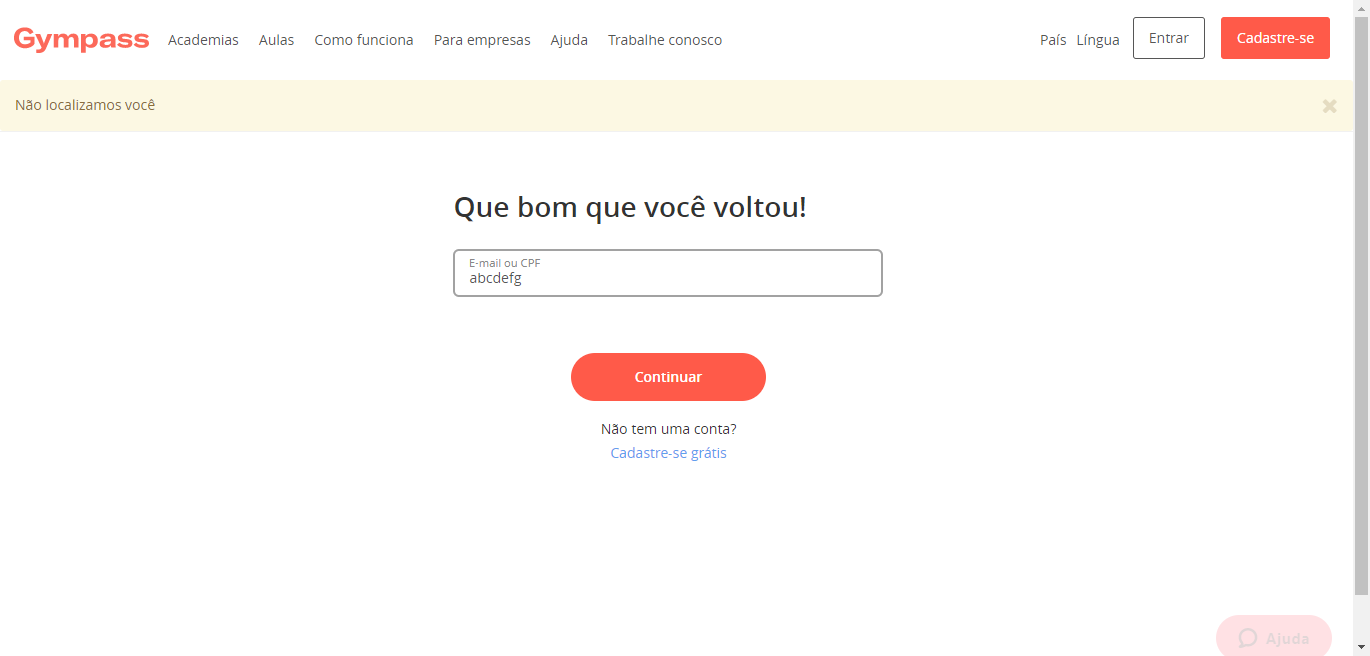 Gympass Academias Aulas Como funciona Para empresas Ajuda Trabalhe conosco País Língua Entrar Cadastre-se
Não localizamos você
Que bom que você voltou!
E-mail ou CPF
abcdefg
Continuar
Não tem uma conta?
Cadastre-se grátis
Ajuda